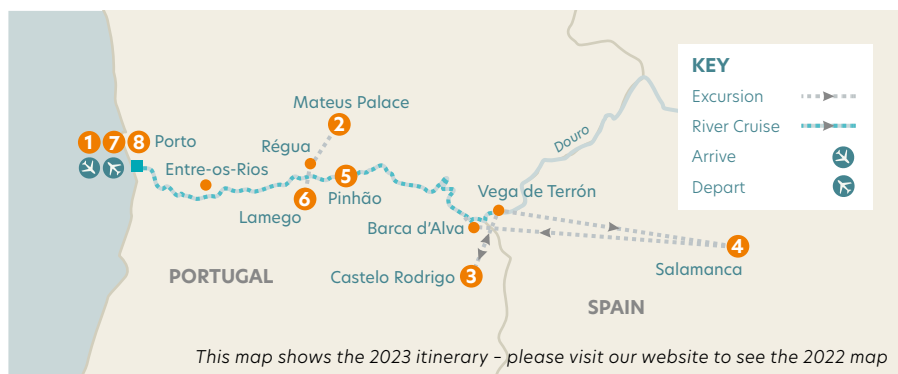 KEY
Excursion
River Cruise
Arrive
Depart
Mateus Palace
2
1 7 8 Porto
Régua
Douro
Entre-os-Rios
5
Pinhão
6
Lamego
Vega de Terrón
Barca d'Alva
4
Salamanca
Castelo Rodrigo 3
PORTUGAL
SPAIN
This map shows the 2023 itinerary – please visit our website to see the 2022 map